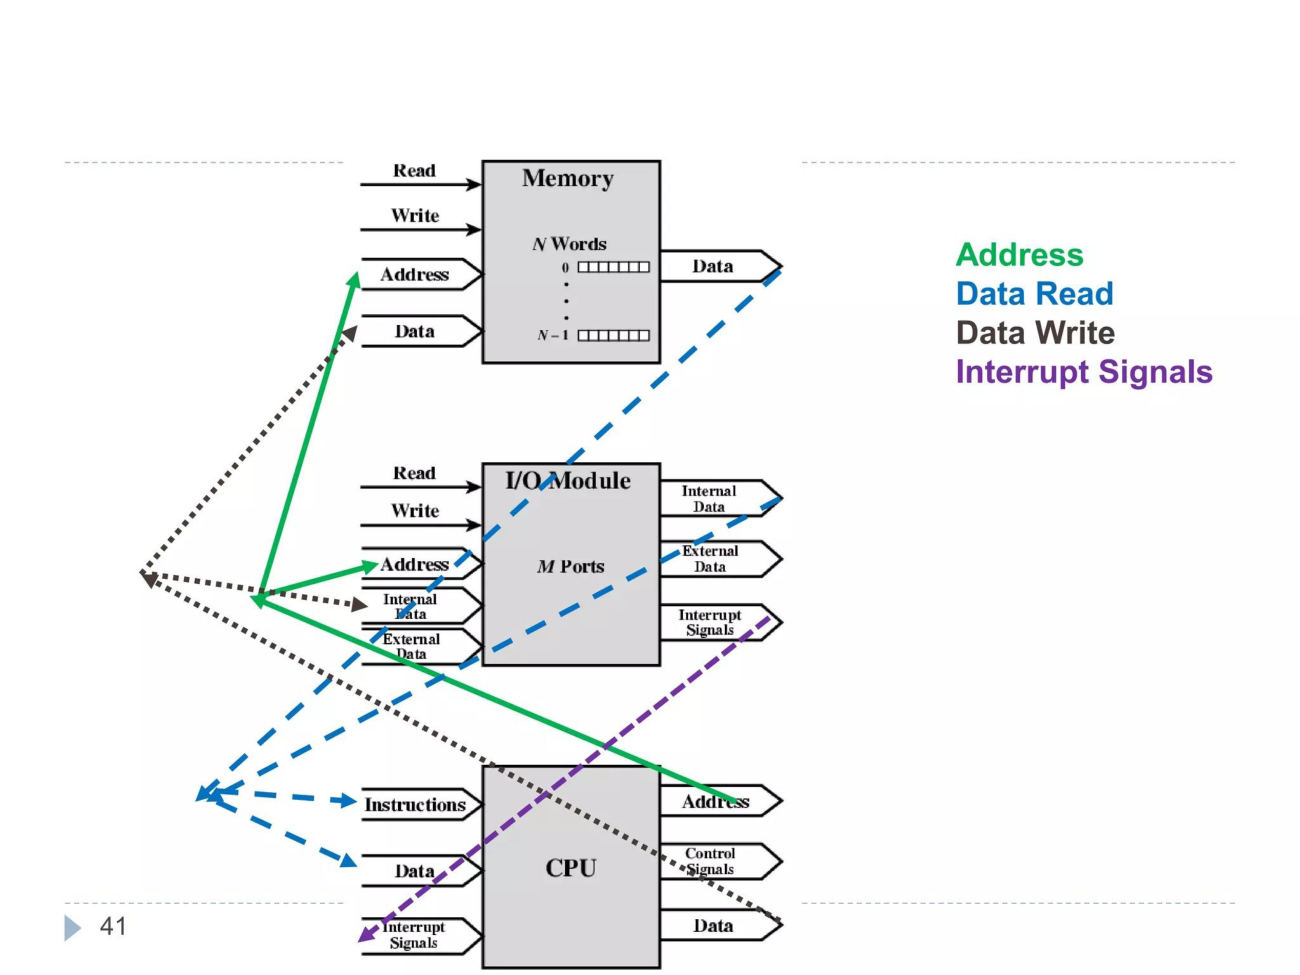 Read
Write
Address
Data
Memory
N Words
0
N – 1
Data
Address
Data Read
Data Write
Interrupt Signals
Read
Write
Address
Internal
Data
External
Data
I/O Module
M Ports
Internal
Data
External
Data
Interrupt
Signals
Instructions
Data
Interrupt
Signals
CPU
Address
Control
Signals
Data
41